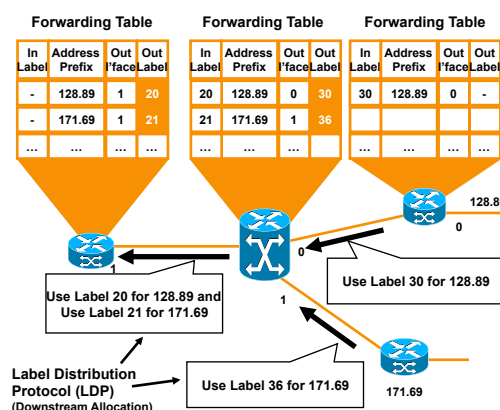 Forwarding Table
Forwarding Table
Forwarding Table
In Label Address Prefix Out I'face Out Label
- 128.89 1 20
- 171.69 1 21
... ... ... ...
In Label Address Prefix Out I'face Out Label
20 128.89 0 30
21 171.69 1 36
... ... ... ...
In Label Address Prefix Out I'face Out Label
30 128.89 0 -
... ... ... ...
128.8
0
0
1
1
Use Label 30 for 128.89
Use Label 20 for 128.89 and
Use Label 21 for 171.69
Label Distribution
Protocol (LDP)
(Downstream Allocation)
Use Label 36 for 171.69
171.69